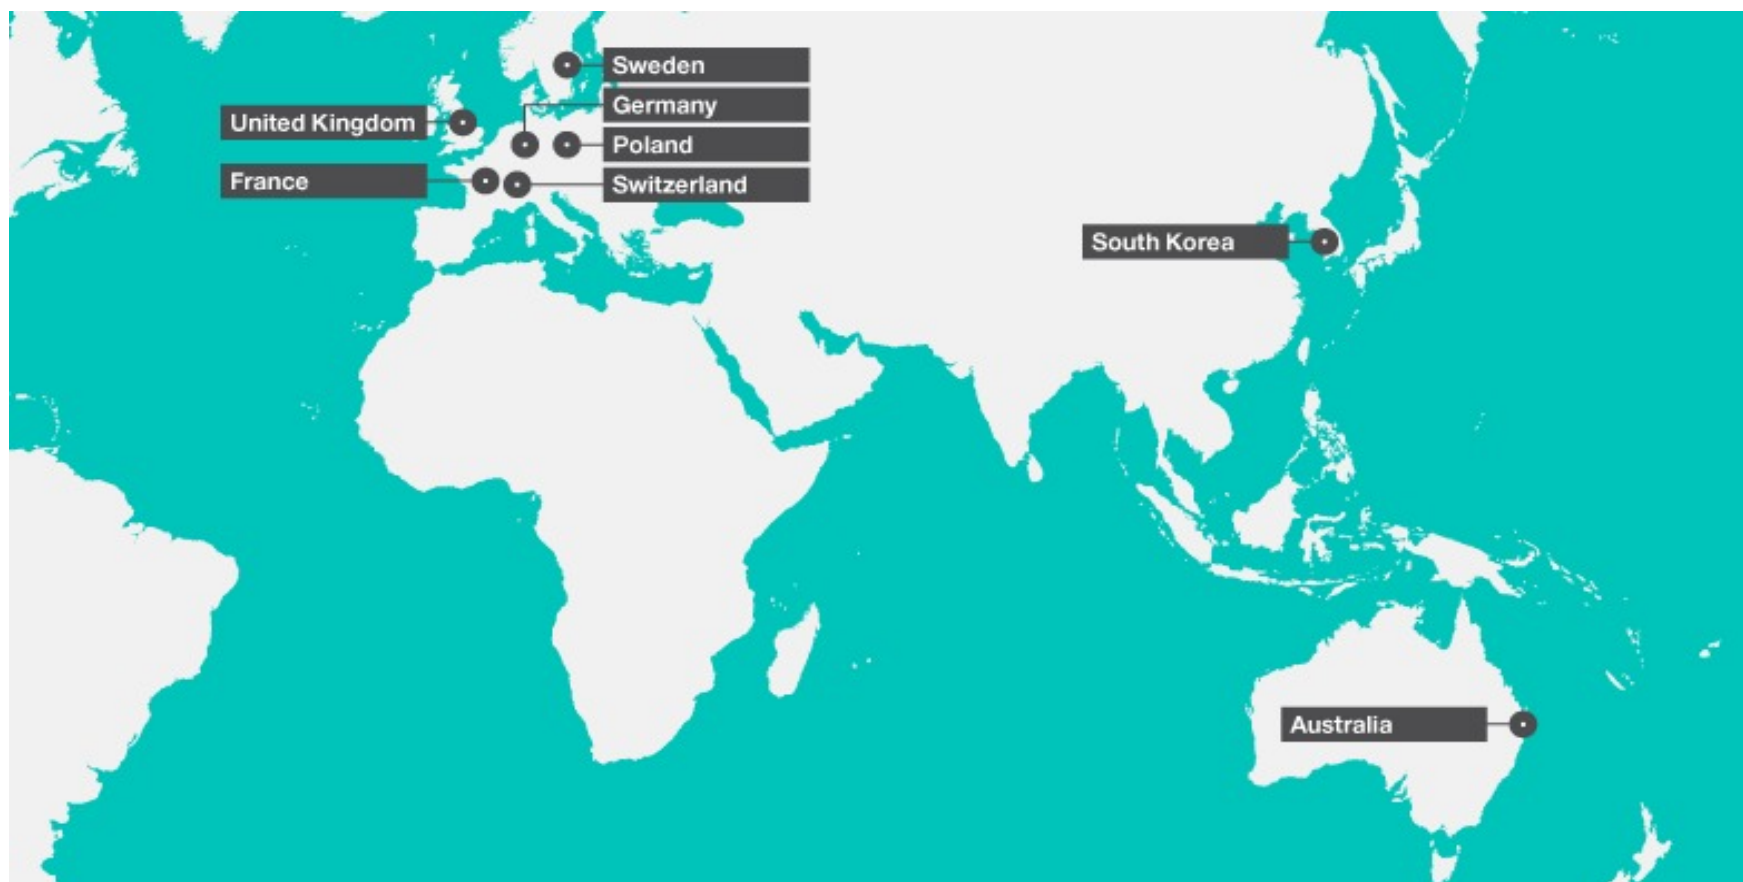 Sweden
Germany
United Kingdom
Poland
France
Switzerland
South Korea
Australia